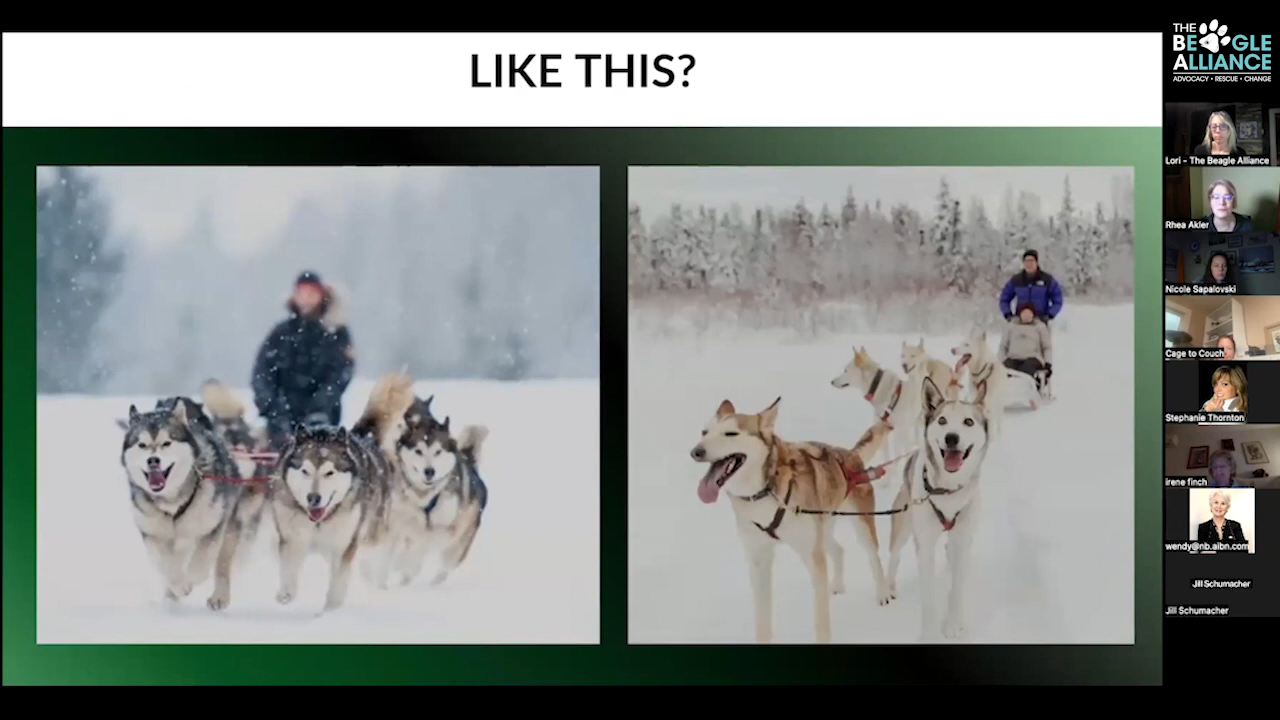 LIKE THIS?
THE
BEAGLE
ALLIANCE
ADVOCACY • RESCUE • CHANGE
Lori - The Beagle Alliance
Rhea Akler
Nicole Sapalovski
Cage to Couch
Stephanie Thornton
irene finch
wendy@nb.aibn.com
Jill Schumacher
Jill Schumacher